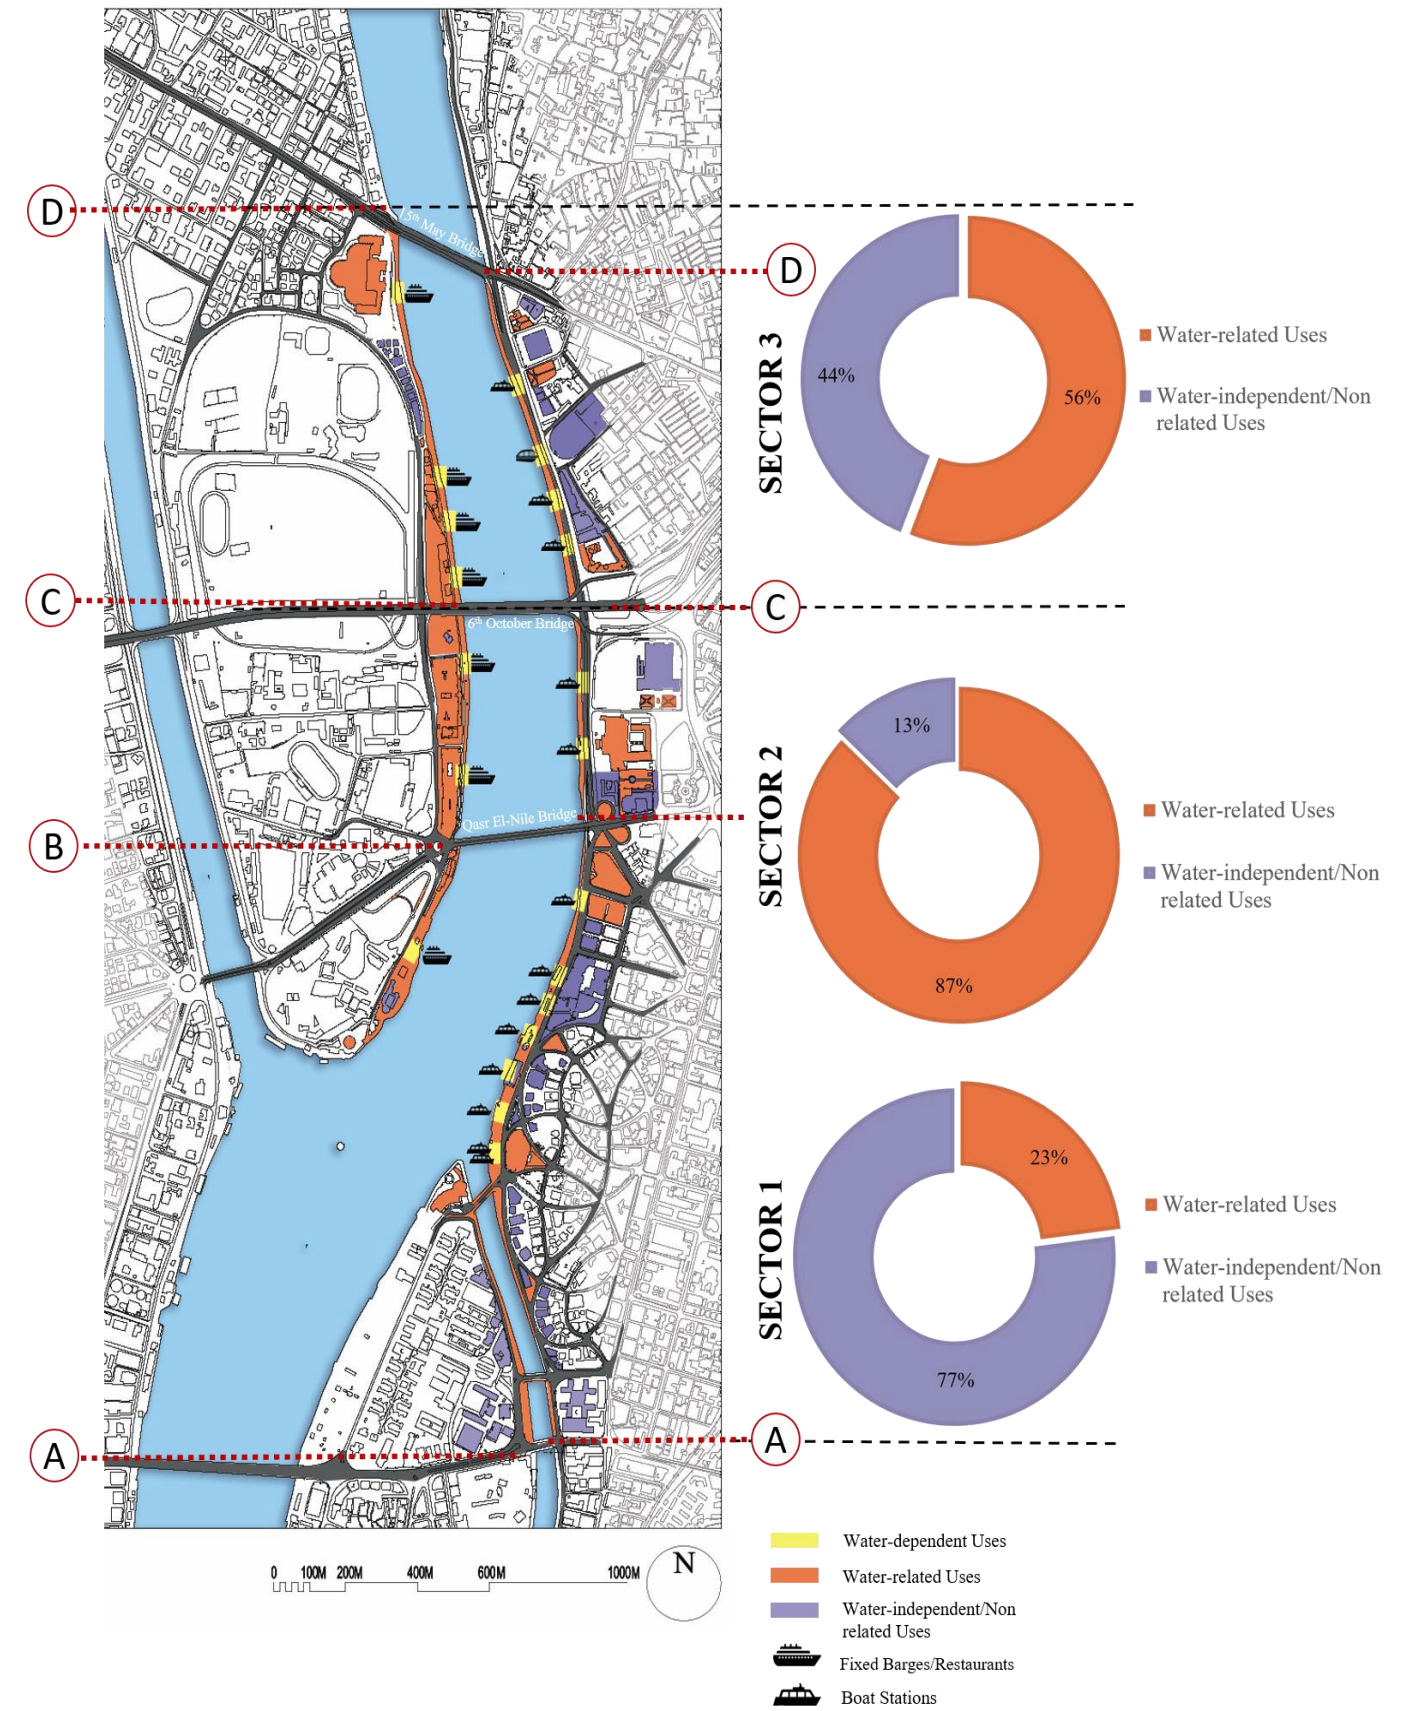 D
15th May Bridge
D
SECTOR 3
44%
56%
Water-related Uses
Water-independent/Non
related Uses
C
6th October Bridge
C
SECTOR 2
13%
87%
Water-related Uses
Water-independent/Non
related Uses
B
Qasr El-Nile Bridge
SECTOR 1
23%
77%
Water-related Uses
Water-independent/Non
related Uses
A
A
0 100M 200M 400M 600M 1000M
N
Water-dependent Uses
Water-related Uses
Water-independent/Non
related Uses
Fixed Barges/Restaurants
Boat Stations